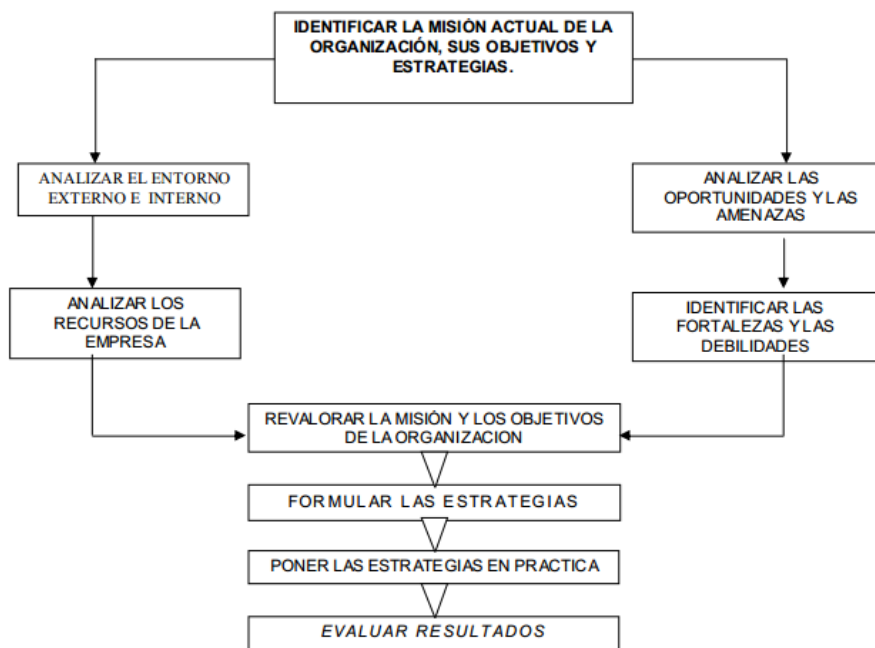 IDENTIFICAR LA MISIÓN ACTUAL DE LA
ORGANIZACIÓN, SUS OBJETIVOS Y
ESTRATEGIAS.
ANALIZAR EL ENTORNO
EXTERNO E INTERNO
ANALIZAR LAS
OPORTUNIDADES Y LAS
AMENAZAS
ANALIZAR LOS
RECURSOS DE LA
EMPRESA
IDENTIFICAR LAS
FORTALEZAS Y LAS
DEBILIDADES
REVALORAR LA MISIÓN Y LOS OBJETIVOS
DE LA ORGANIZACION
FORMULAR LAS ESTRATEGIAS
PONER LAS ESTRATEGIAS EN PRACTICA
EVALUAR RESULTADOS